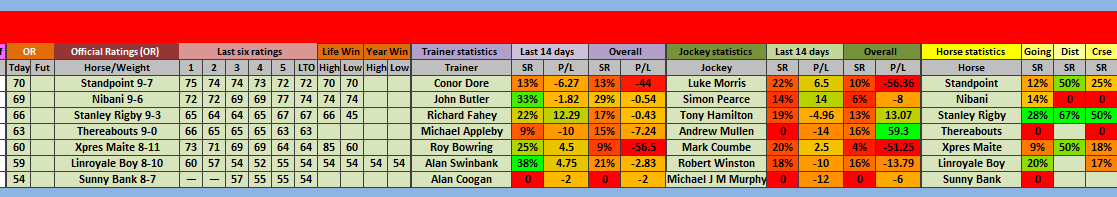 OR Official Ratings (OR) Last six ratings Life Win Year Win Trainer statistics Last 14 days Overall Jockey statistics Last 14 days Overall Horse statistics Going Dist Crse
Tday Fut Horse/Weight 1 2 3 4 5 LTO High Low High Low Trainer SR P/L SR P/L Jockey SR P/L SR P/L Horse SR SR SR
70 Standpoint 9-7 75 74 74 73 72 72 70 70 Conor Dore 13% -6.27 13% -44 Luke Morris 22% 6.5 10% -56.36 Standpoint 12% 50% 25%
69 Nibani 9-6 72 72 69 69 77 74 74 74 John Butler 33% -1.82 29% -0.54 Simon Pearce 14% 14 6% -8 Nibani 14% 0 0
66 Stanley Rigby 9-3 65 64 64 65 67 67 66 45 Richard Fahey 22% 12.29 17% -0.43 Tony Hamilton 19% -4.96 13% 13.07 Stanley Rigby 28% 67% 50%
63 Thereabouts 9-0 66 65 65 65 63 63 Michael Appleby 9% -10 15% -7.24 Andrew Mullen 0 -14 16% 59.3 Thereabouts 0 0
60 Xpres Maite 8-11 73 71 69 69 64 64 85 60 Roy Bowring 25% 4.5 9% -56.5 Mark Coumbe 20% 2.5 4% -51.25 Xpres Maite 9% 50% 18%
59 Linroyale Boy 8-10 60 57 54 52 55 54 54 54 54 54 Alan Swinbank 38% 4.75 21% -2.83 Robert Winston 18% -10 16% -13.79 Linroyale Boy 20% 17%
54 Sunny Bank 8-7 — — 57 55 55 54 Alan Coogan 0 -2 0 -2 Michael J M Murphy 0 -12 0 -6 Sunny Bank 0